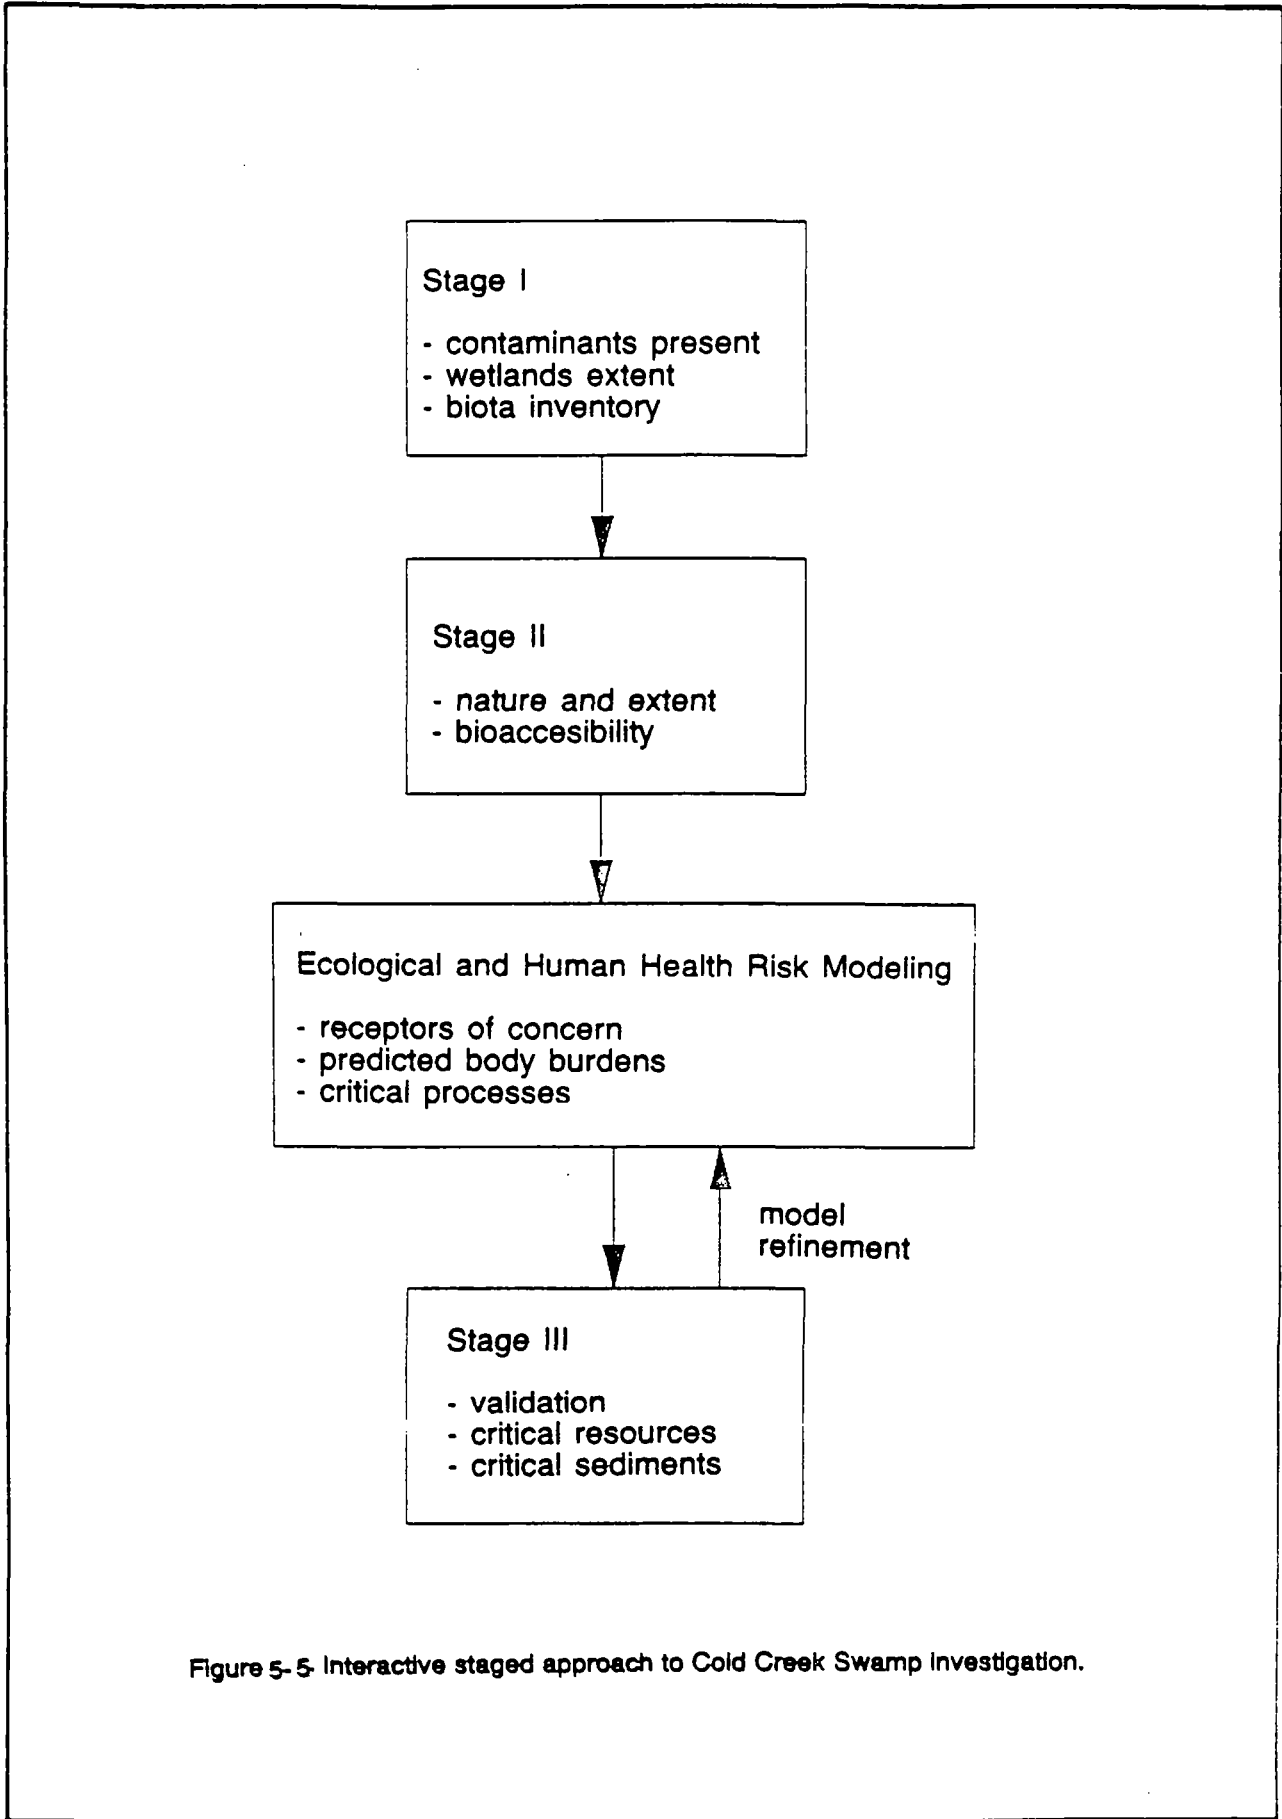 Stage I
- contaminants present
- wetlands extent
- biota inventory
Stage II
- nature and extent
- bioaccesibility
Ecological and Human Health Risk Modeling
- receptors of concern
- predicted body burdens
- critical processes
model
refinement
Stage III
- validation
- critical resources
- critical sediments
Figure 5-5. Interactive staged approach to Cold Creek Swamp investigation.